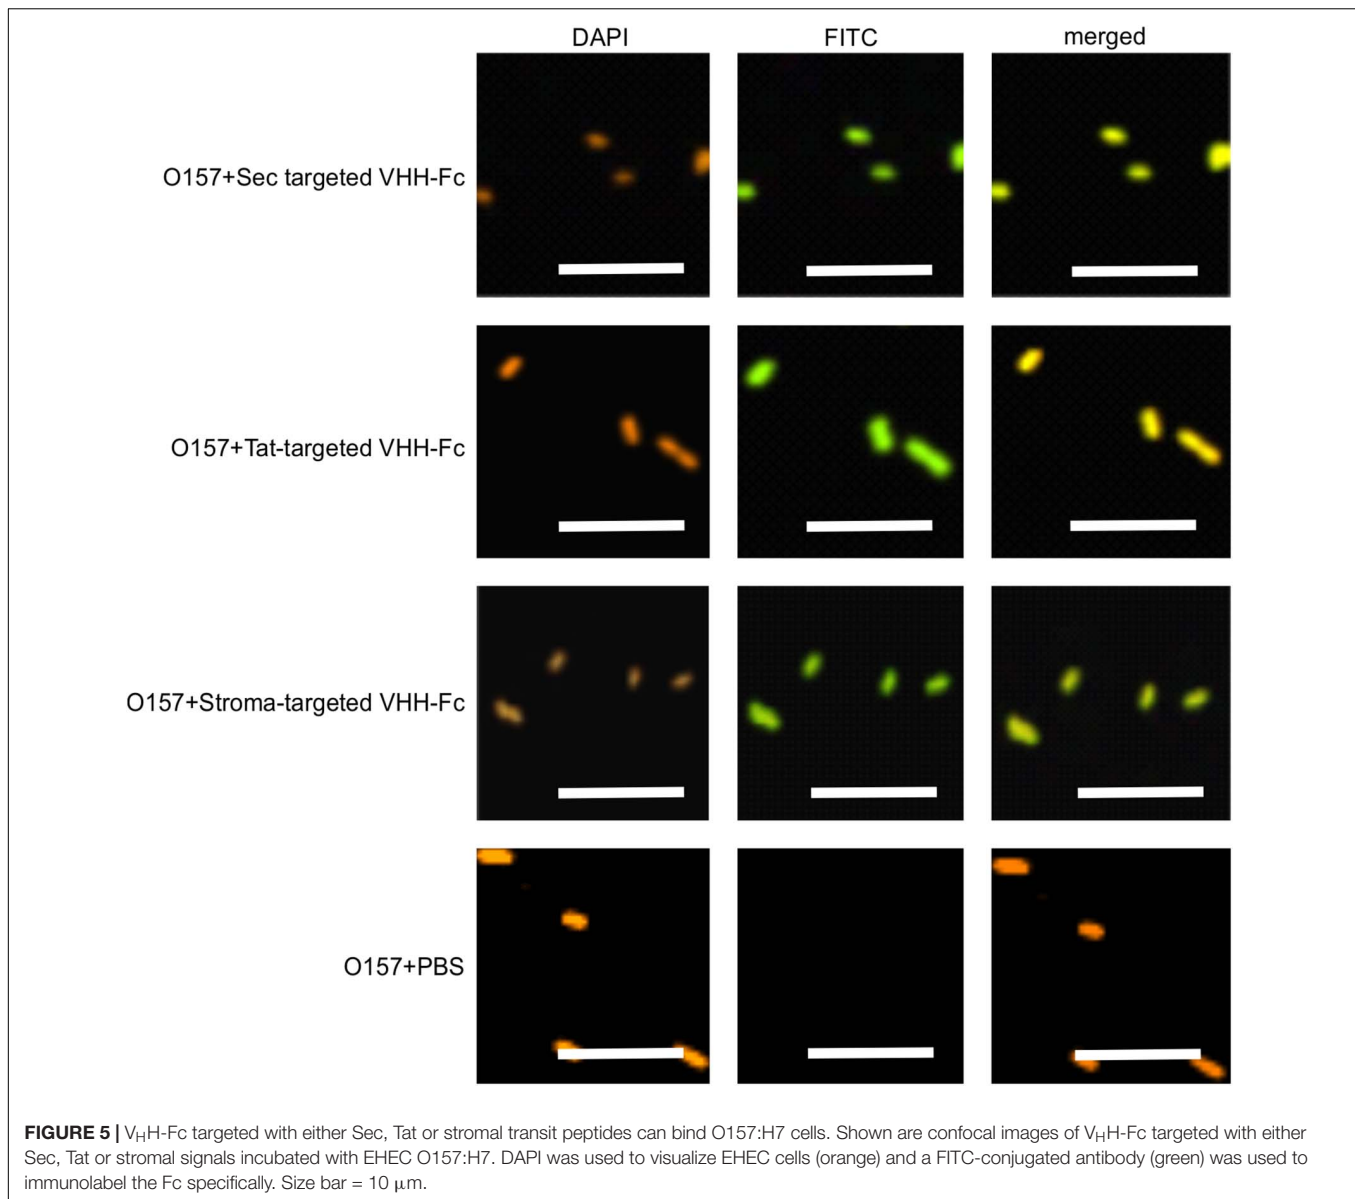 DAPI FITC merged
O157+Sec targeted VHH-Fc
O157+Tat-targeted VHH-Fc
O157+Stroma-targeted VHH-Fc
O157+PBS
FIGURE 5 | VHH-Fc targeted with either Sec, Tat or stromal transit peptides can bind O157:H7 cells. Shown are confocal images of VHH-Fc targeted with either
Sec, Tat or stromal signals incubated with EHEC O157:H7. DAPI was used to visualize EHEC cells (orange) and a FITC-conjugated antibody (green) was used to
immunolabel the Fc specifically. Size bar = 10 μm.